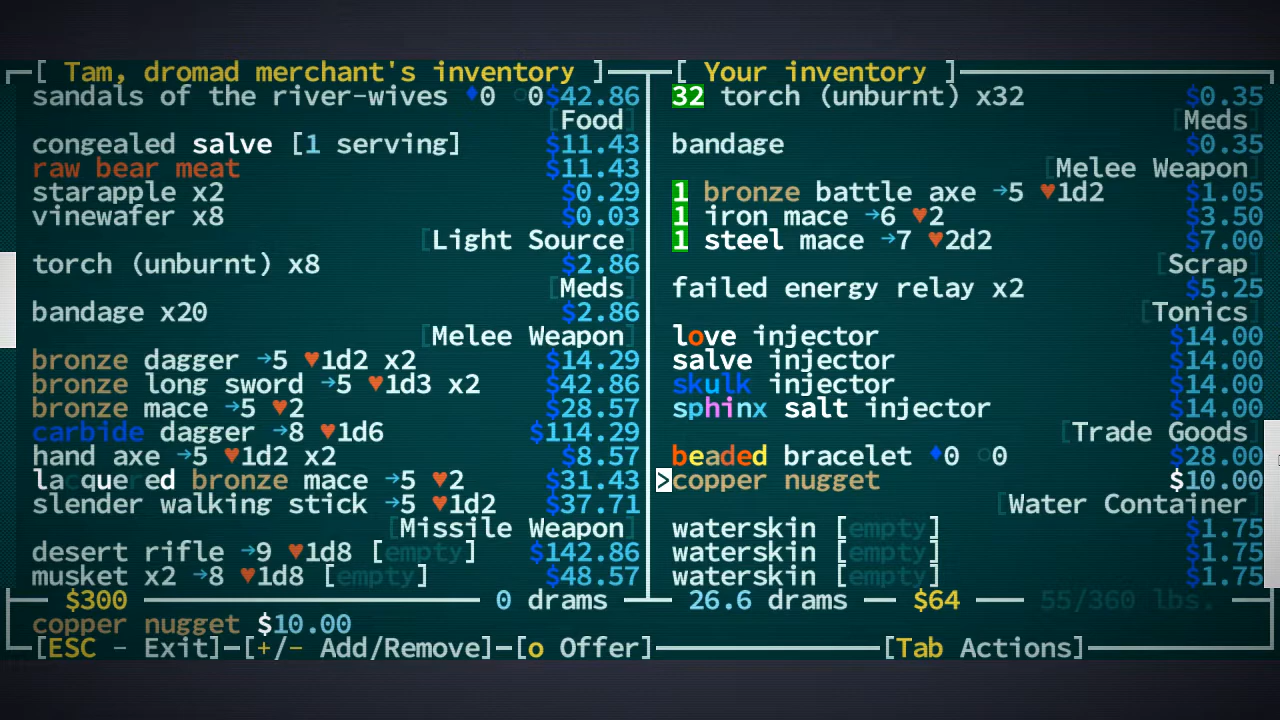 [ Tam, dromad merchant's inventory ]
sandals of the river-wives ♦0 ○0 $42.86
[Food]
congealed salve [1 serving] $11.43
raw bear meat $11.43
starapple x2 $0.29
vinewafer x8 $0.03
[Light Source]
torch (unburnt) x8 $2.86
[Meds]
bandage x20 $2.86
[Melee Weapon]
bronze dagger →5 ♥1d2 x2 $14.29
bronze long sword →5 ♥1d3 x2 $42.86
bronze mace →5 ♥2 $28.57
carbide dagger →8 ♥1d6 $114.29
hand axe →5 ♥1d2 x2 $8.57
lacquered bronze mace →5 ♥2 $31.43
slender walking stick →5 ♥1d2 $37.71
[Missile Weapon]
desert rifle →9 ♥1d8 [empty] $142.86
musket x2 →8 ♥1d8 [empty] $48.57
$300 0 drams
[ Your inventory ]
32 torch (unburnt) x32 $0.35
[Meds]
bandage $0.35
[Melee Weapon]
1 bronze battle axe →5 ♥1d2 $1.05
1 iron mace →6 ♥2 $3.50
1 steel mace →7 ♥2d2 $7.00
[Scrap]
failed energy relay x2 $5.25
[Tonics]
love injector $14.00
salve injector $14.00
skulk injector $14.00
sphinx salt injector $14.00
[Trade Goods]
beaded bracelet ♦0 ○0 $28.00
>copper nugget $10.00
[Water Container]
waterskin [empty] $1.75
waterskin [empty] $1.75
waterskin [empty] $1.75
26.6 drams — $64 — 55/360 lbs.
copper nugget $10.00
[ESC - Exit]-[+/- Add/Remove]-[o Offer] [Tab Actions]